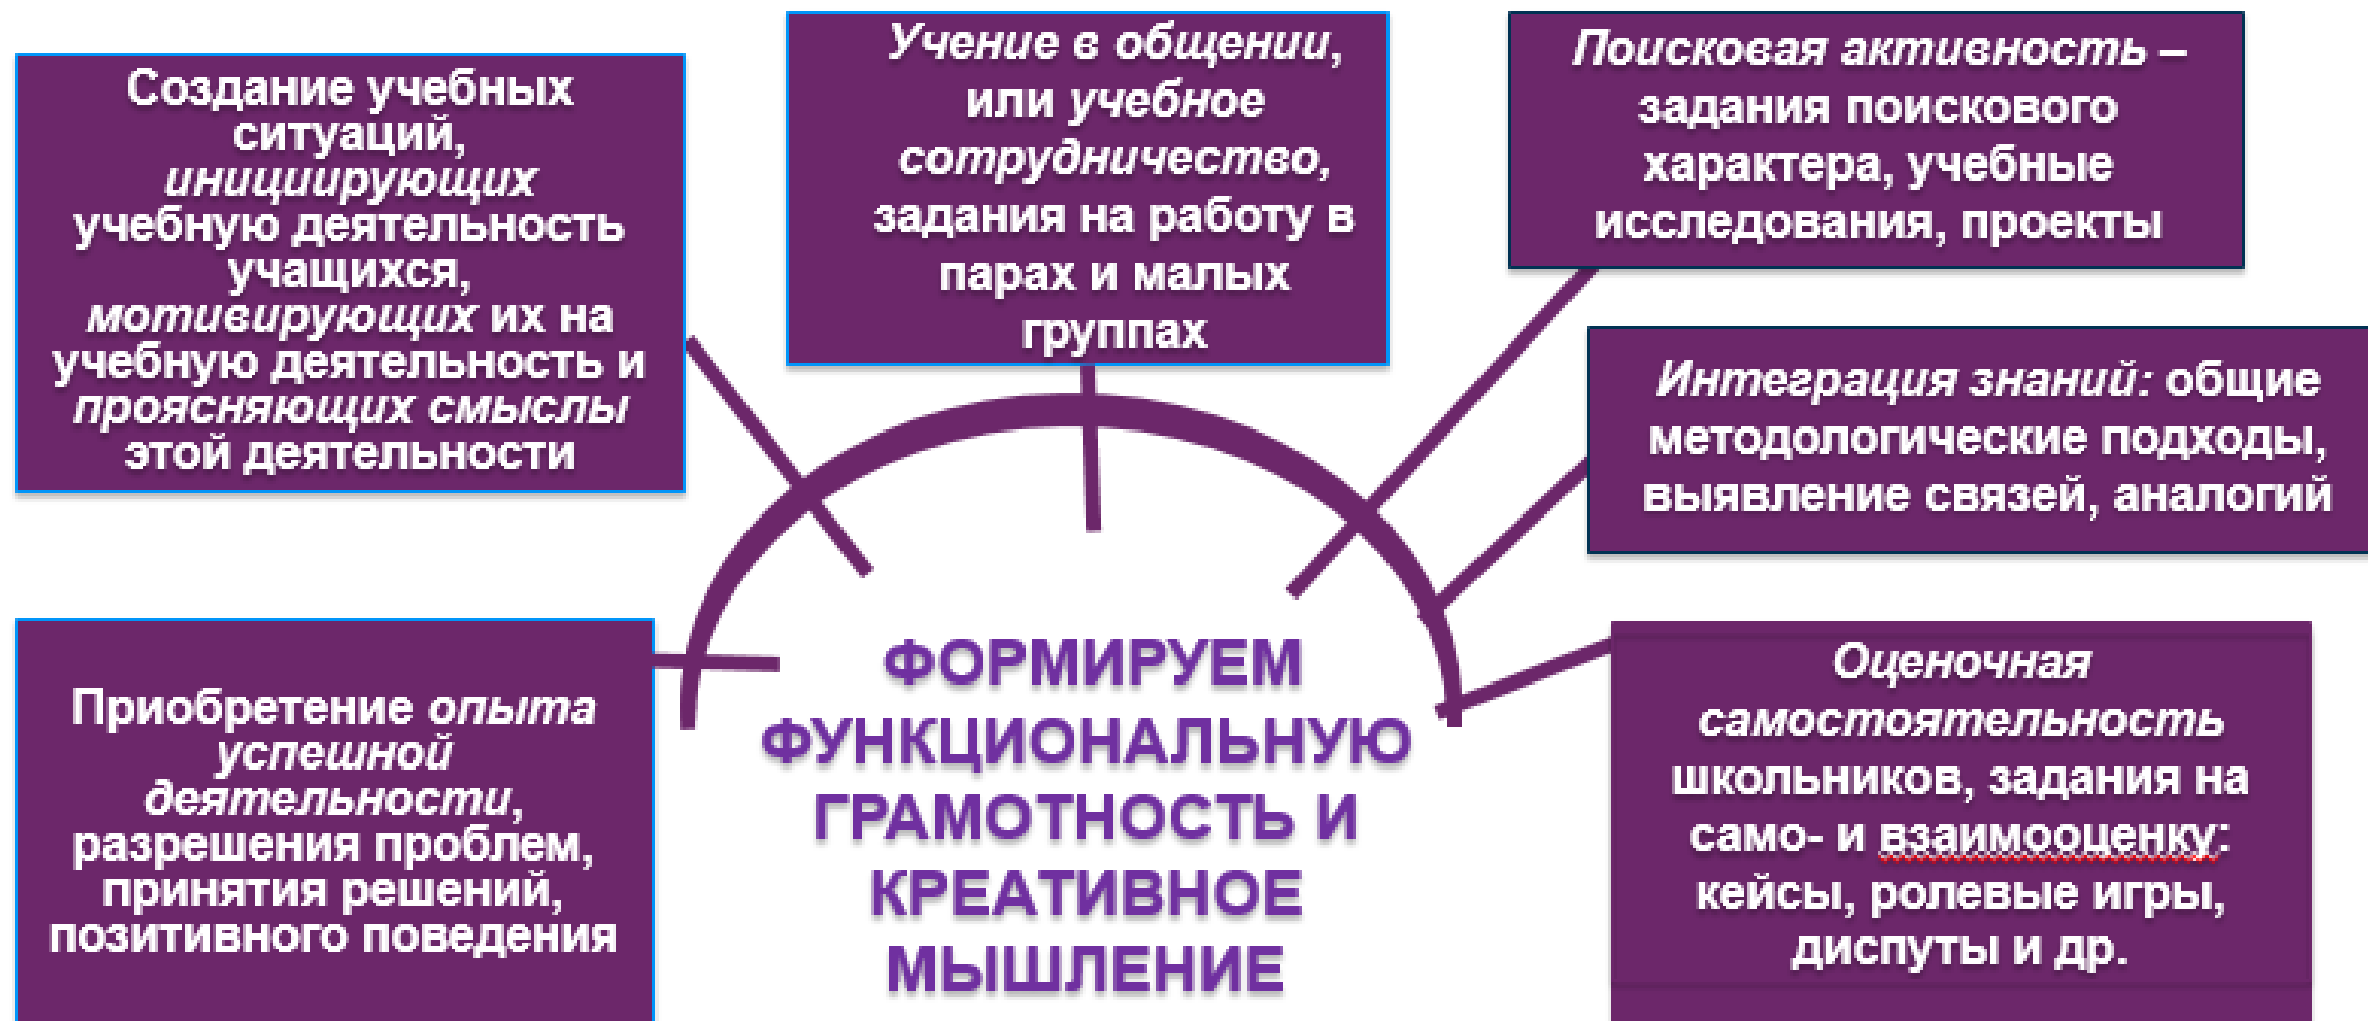 Создание учебных
ситуаций,
инициирующих
учебную деятельность
учащихся,
мотивирующих их на
учебную деятельность и
проясняющих смыслы
этой деятельности
Учение в общении,
или учебное
сотрудничество,
задания на работу в
парах и малых
группах
Поисковая активность –
задания поискового
характера, учебные
исследования, проекты
Интеграция знаний: общие
методологические подходы,
выявление связей, аналогий
Приобретение опыта
успешной
деятельности,
разрешения проблем,
принятия решений,
позитивного поведения
ФОРМИРУЕМ
ФУНКЦИОНАЛЬНУЮ
ГРАМОТНОСТЬ И
КРЕАТИВНОЕ
МЫШЛЕНИЕ
Оценочная
самостоятельность
школьников, задания на
само- и взаимооценку:
кейсы, ролевые игры,
диспуты и др.